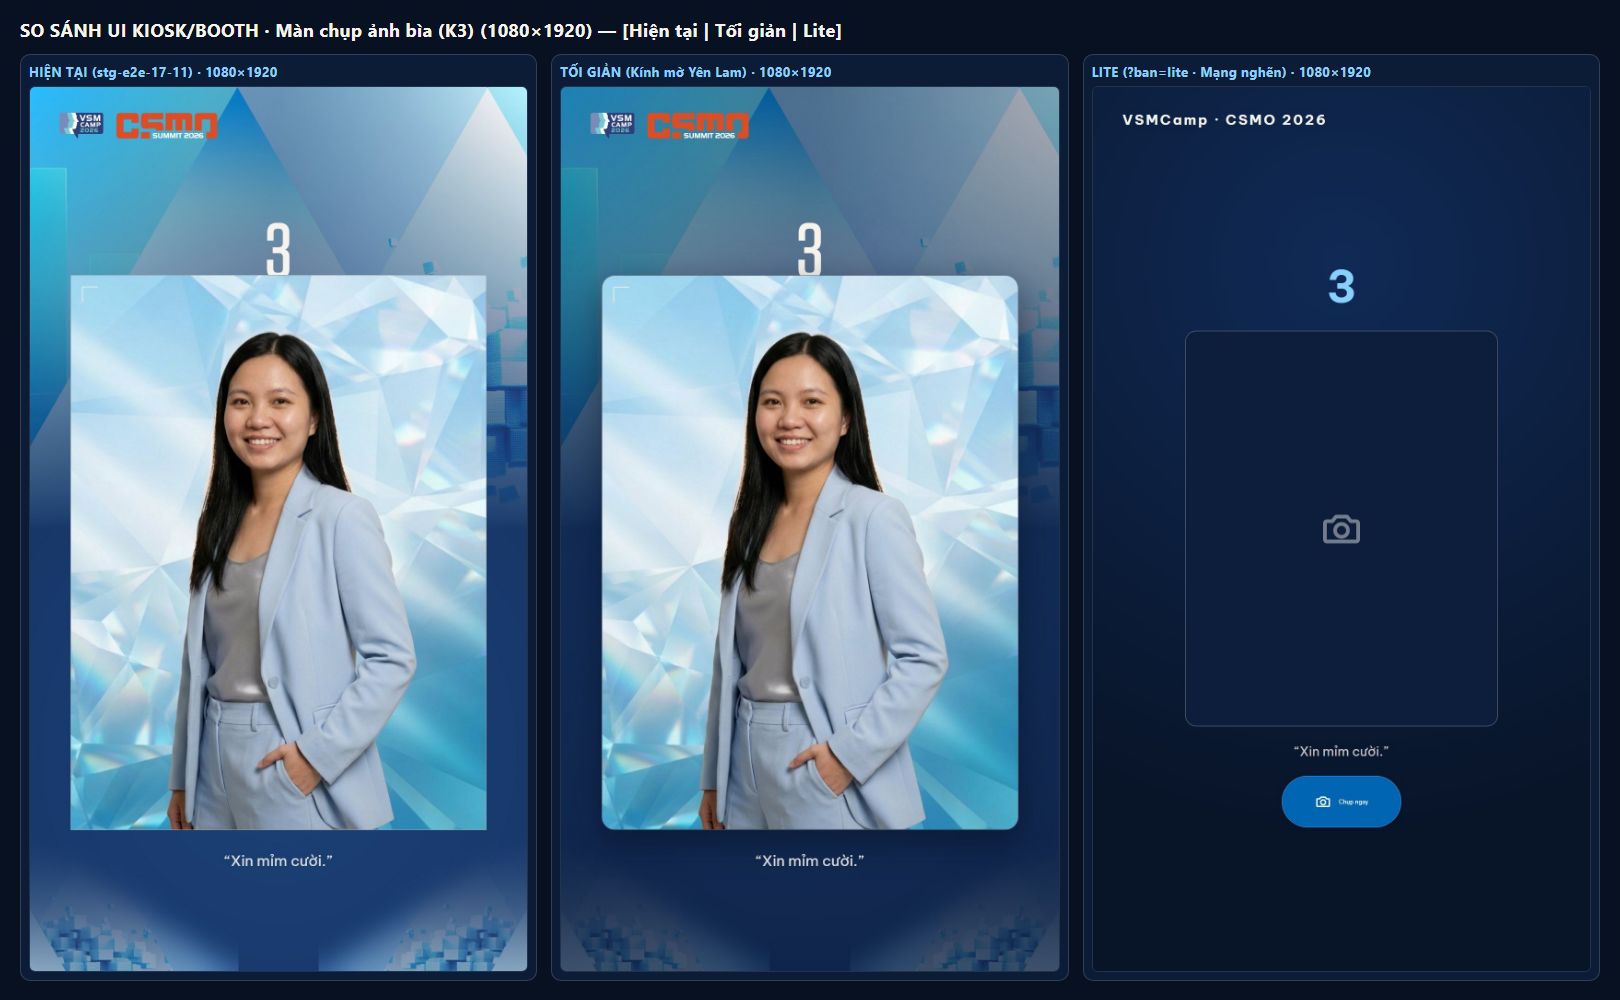 SO SÁNH UI KIOSK/BOOTH · Màn chụp ảnh bìa (K3) (1080×1920) — [Hiện tại | Tối giản | Lite]
HIỆN TẠI (stg-e2e-17-11) · 1080×1920
VSM
CAMP
2026
CSMO
SUMMIT 2026
3
“Xin mỉm cười.”
TỐI GIẢN (Kính mờ Yên Lam) · 1080×1920
VSM
CAMP
2026
CSMO
SUMMIT 2026
3
“Xin mỉm cười.”
LITE (?ban=lite · Mạng nghẽn) · 1080×1920
VSMCamp · CSMO 2026
3
“Xin mỉm cười.”
Chụp ngay